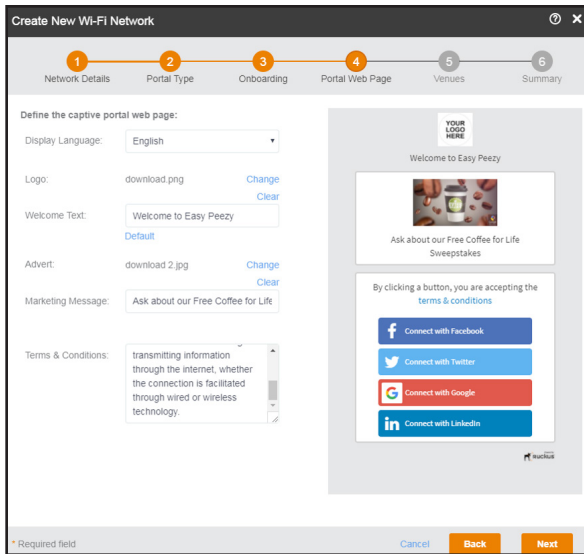 Create New Wi-Fi Network
1 2 3 4 5 6
Network Details Portal Type Onboarding Portal Web Page Venues Summary
Define the captive portal web page:
Display Language: English
Logo: download.png Change
Clear
Welcome Text: Welcome to Easy Peezy
Default
Advert: download 2.jpg Change
Clear
Marketing Message: Ask about our Free Coffee for Life
Terms & Conditions:
transmitting information
through the internet, whether
the connection is facilitated
through wired or wireless
technology.
YOUR
LOGO
HERE
Welcome to Easy Peezy
Ask about our Free Coffee for Life
Sweepstakes
By clicking a button, you are accepting the
terms & conditions
Connect with Facebook
Connect with Twitter
Connect with Google
Connect with LinkedIn
Ruckus
* Required field Cancel Back Next